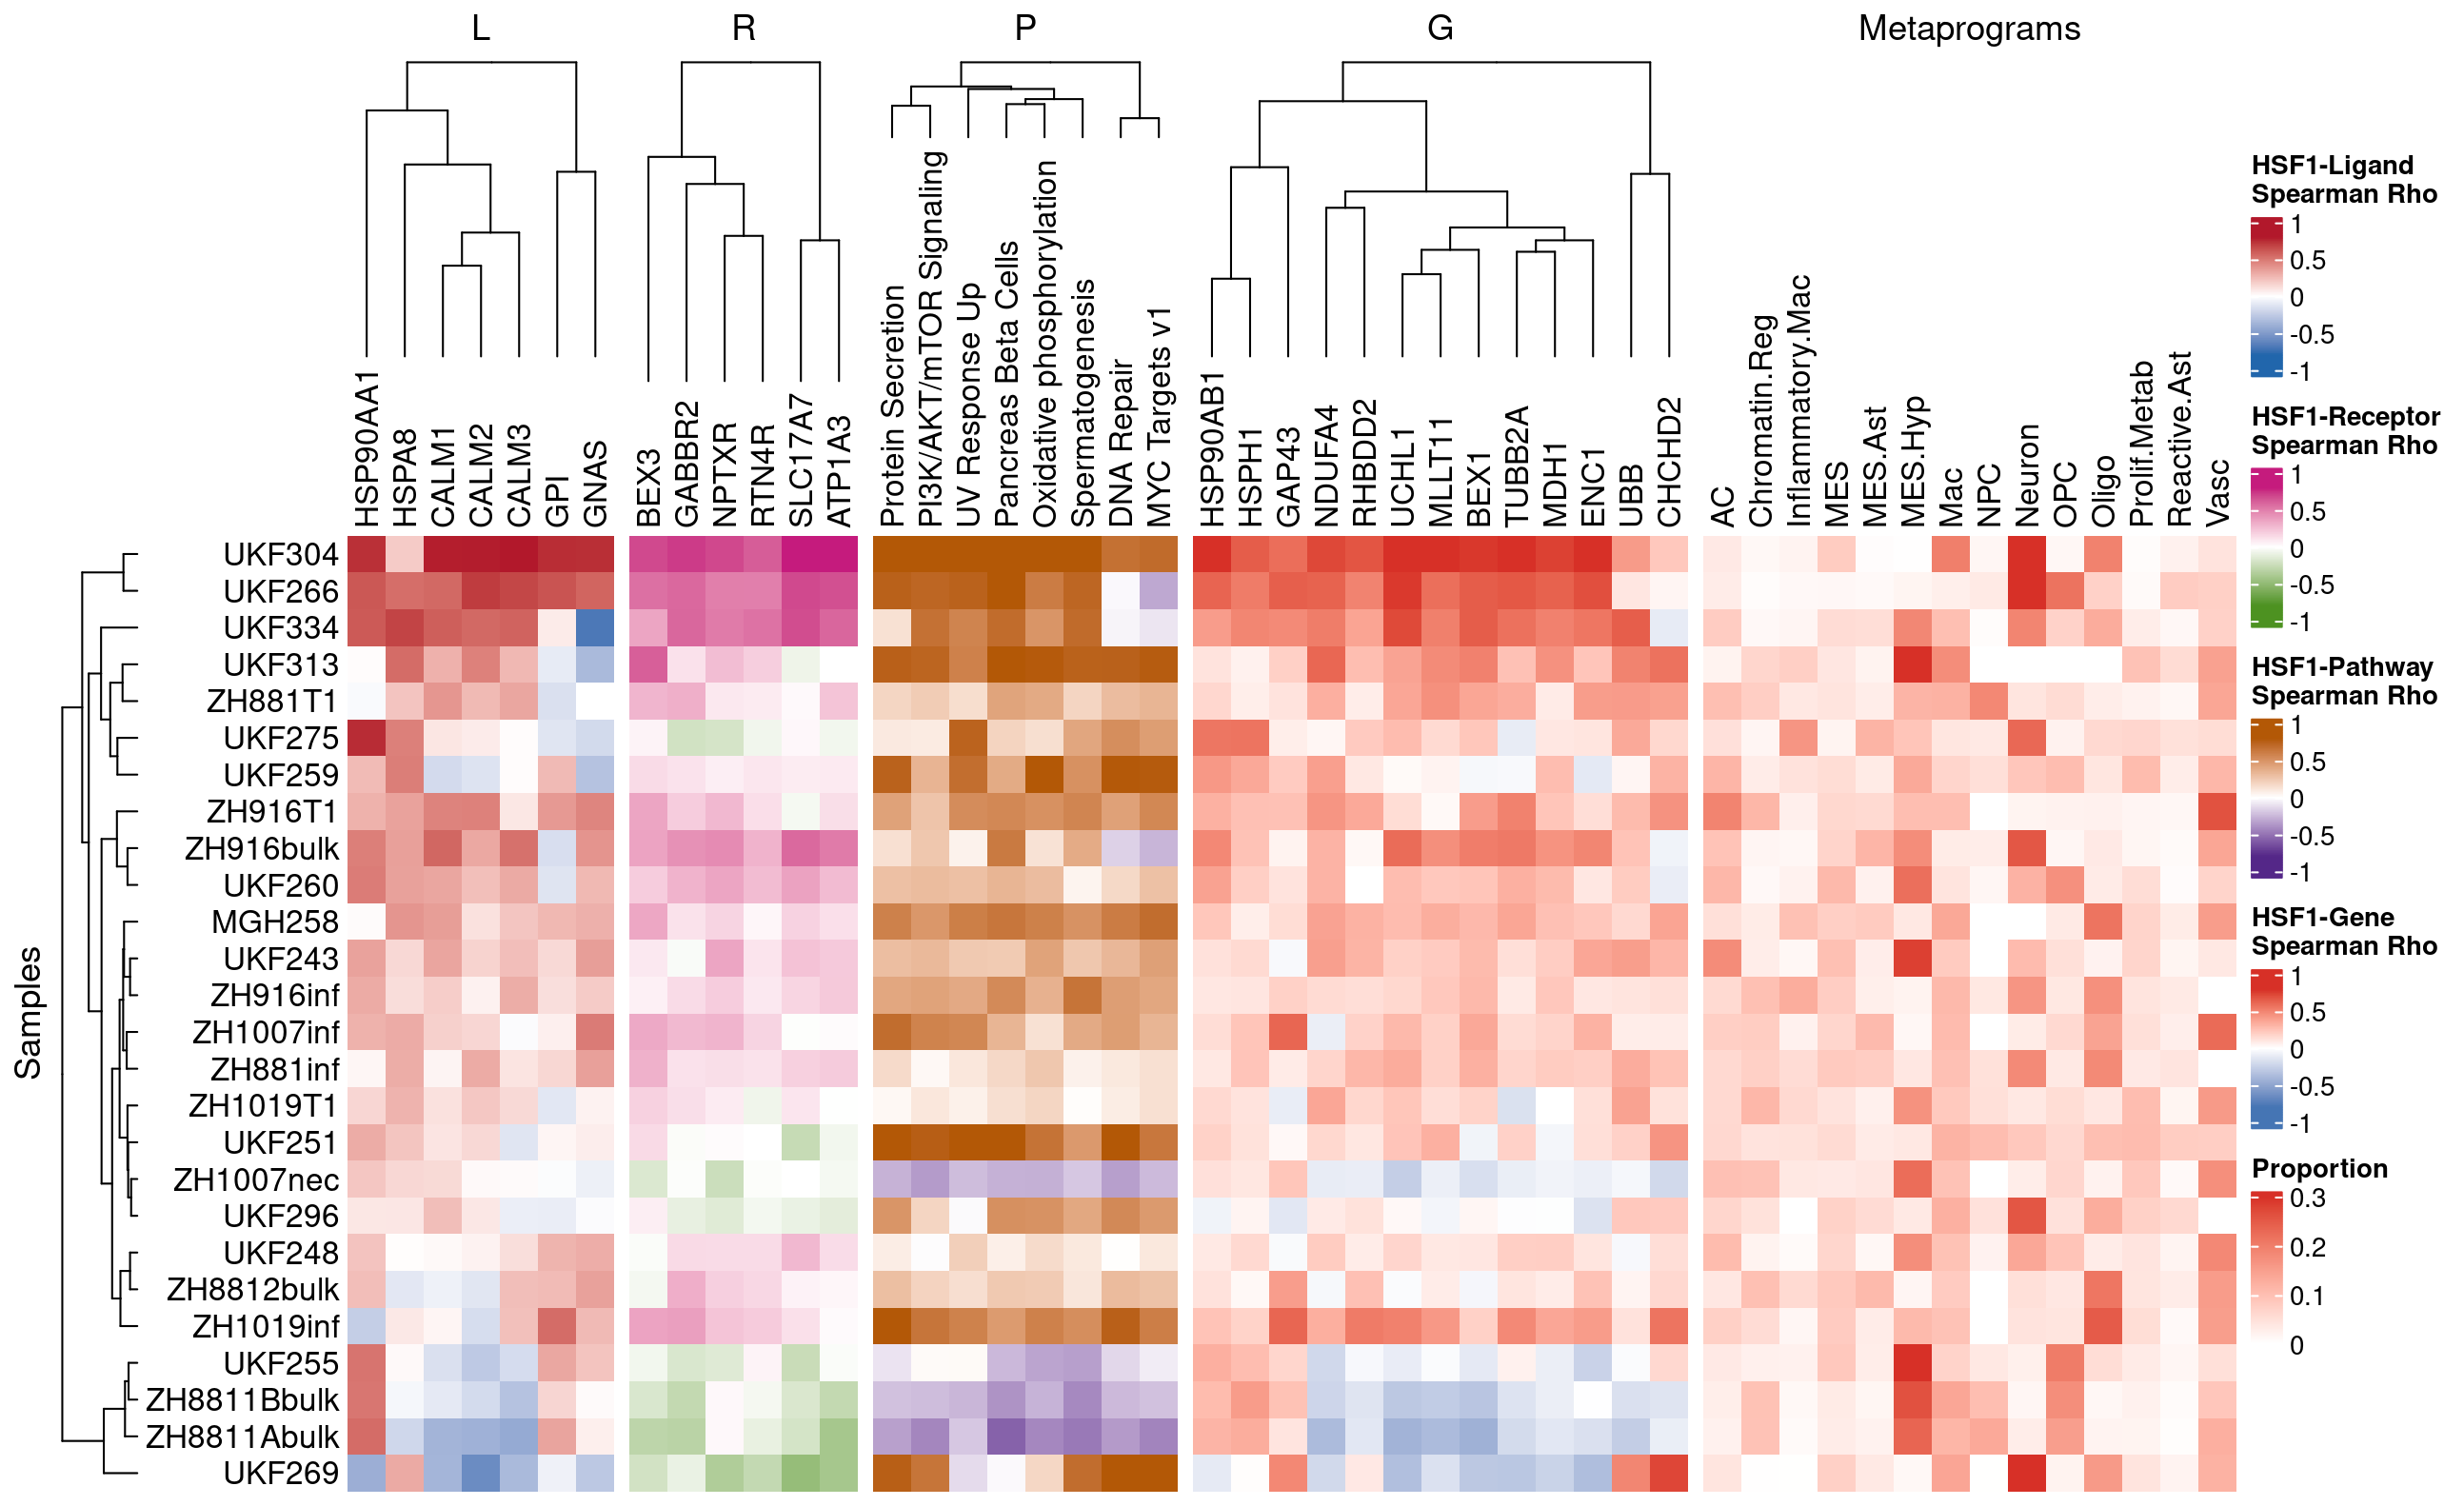 L
R
P
G
Metaprograms
HSP90AA1
HSPA8
CALM1
CALM2
CALM3
GPI
GNAS
BEX3
GABBR2
NPTXR
RTN4R
SLC17A7
ATP1A3
Protein Secretion
PI3K/AKT/mTOR Signaling
UV Response Up
Pancreas Beta Cells
Oxidative phosphorylation
Spermatogenesis
DNA Repair
MYC Targets v1
HSP90AB1
HSPH1
GAP43
NDUFA4
RHBDD2
UCHL1
MLLT11
BEX1
TUBB2A
MDH1
ENC1
UBB
CHCHD2
AC
Chromatin.Reg
Inflammatory.Mac
MES
MES.Ast
MES.Hyp
Mac
NPC
Neuron
OPC
Oligo
Prolif.Metab
Reactive.Ast
Vasc
Samples
UKF304
UKF266
UKF334
UKF313
ZH881T1
UKF275
UKF259
ZH916T1
ZH916bulk
UKF260
MGH258
UKF243
ZH916inf
ZH1007inf
ZH881inf
ZH1019T1
UKF251
ZH1007nec
UKF296
UKF248
ZH8812bulk
ZH1019inf
UKF255
ZH8811Bbulk
ZH8811Abulk
UKF269
HSF1-Ligand
Spearman Rho
1
0.5
0
-0.5
-1
HSF1-Receptor
Spearman Rho
1
0.5
0
-0.5
-1
HSF1-Pathway
Spearman Rho
1
0.5
0
-0.5
-1
HSF1-Gene
Spearman Rho
1
0.5
0
-0.5
-1
Proportion
0.3
0.2
0.1
0